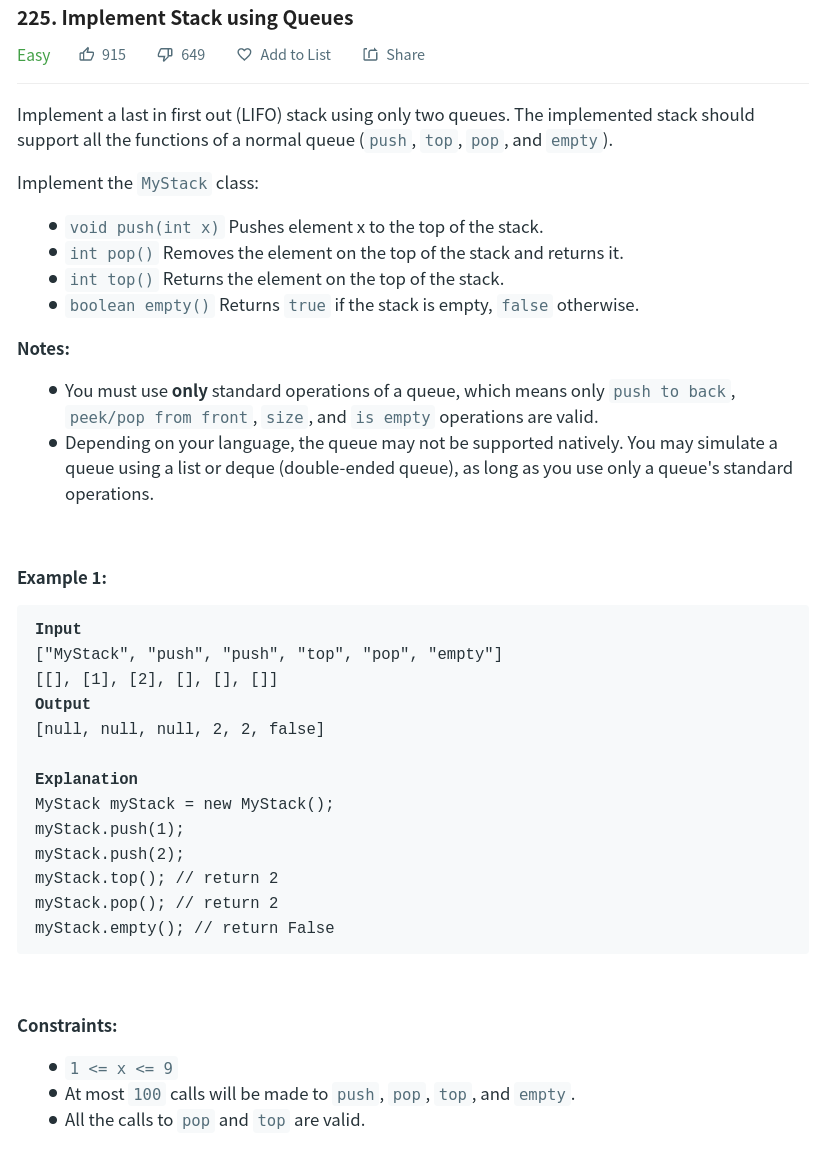 225. Implement Stack using Queues
Easy 915 649 Add to List Share
Implement a last in first out (LIFO) stack using only two queues. The implemented stack should
support all the functions of a normal queue ( push , top , pop , and empty ).
Implement the MyStack class:
void push(int x) Pushes element x to the top of the stack.
int pop() Removes the element on the top of the stack and returns it.
int top() Returns the element on the top of the stack.
boolean empty() Returns true if the stack is empty, false otherwise.
Notes:
You must use only standard operations of a queue, which means only push to back ,
peek/pop from front , size , and is empty operations are valid.
Depending on your language, the queue may not be supported natively. You may simulate a
queue using a list or deque (double-ended queue), as long as you use only a queue's standard
operations.
Example 1:
Input
["MyStack", "push", "push", "top", "pop", "empty"]
[[], [1], [2], [], [], []]
Output
[null, null, null, 2, 2, false]
Explanation
MyStack myStack = new MyStack();
myStack.push(1);
myStack.push(2);
myStack.top(); // return 2
myStack.pop(); // return 2
myStack.empty(); // return False
Constraints:
1 <= x <= 9
At most 100 calls will be made to push , pop , top , and empty .
All the calls to pop and top are valid.